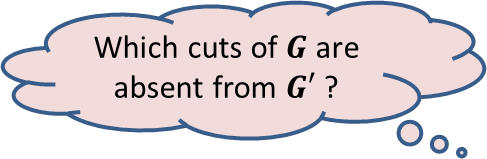 Which cuts of G are
absent from G′ ?